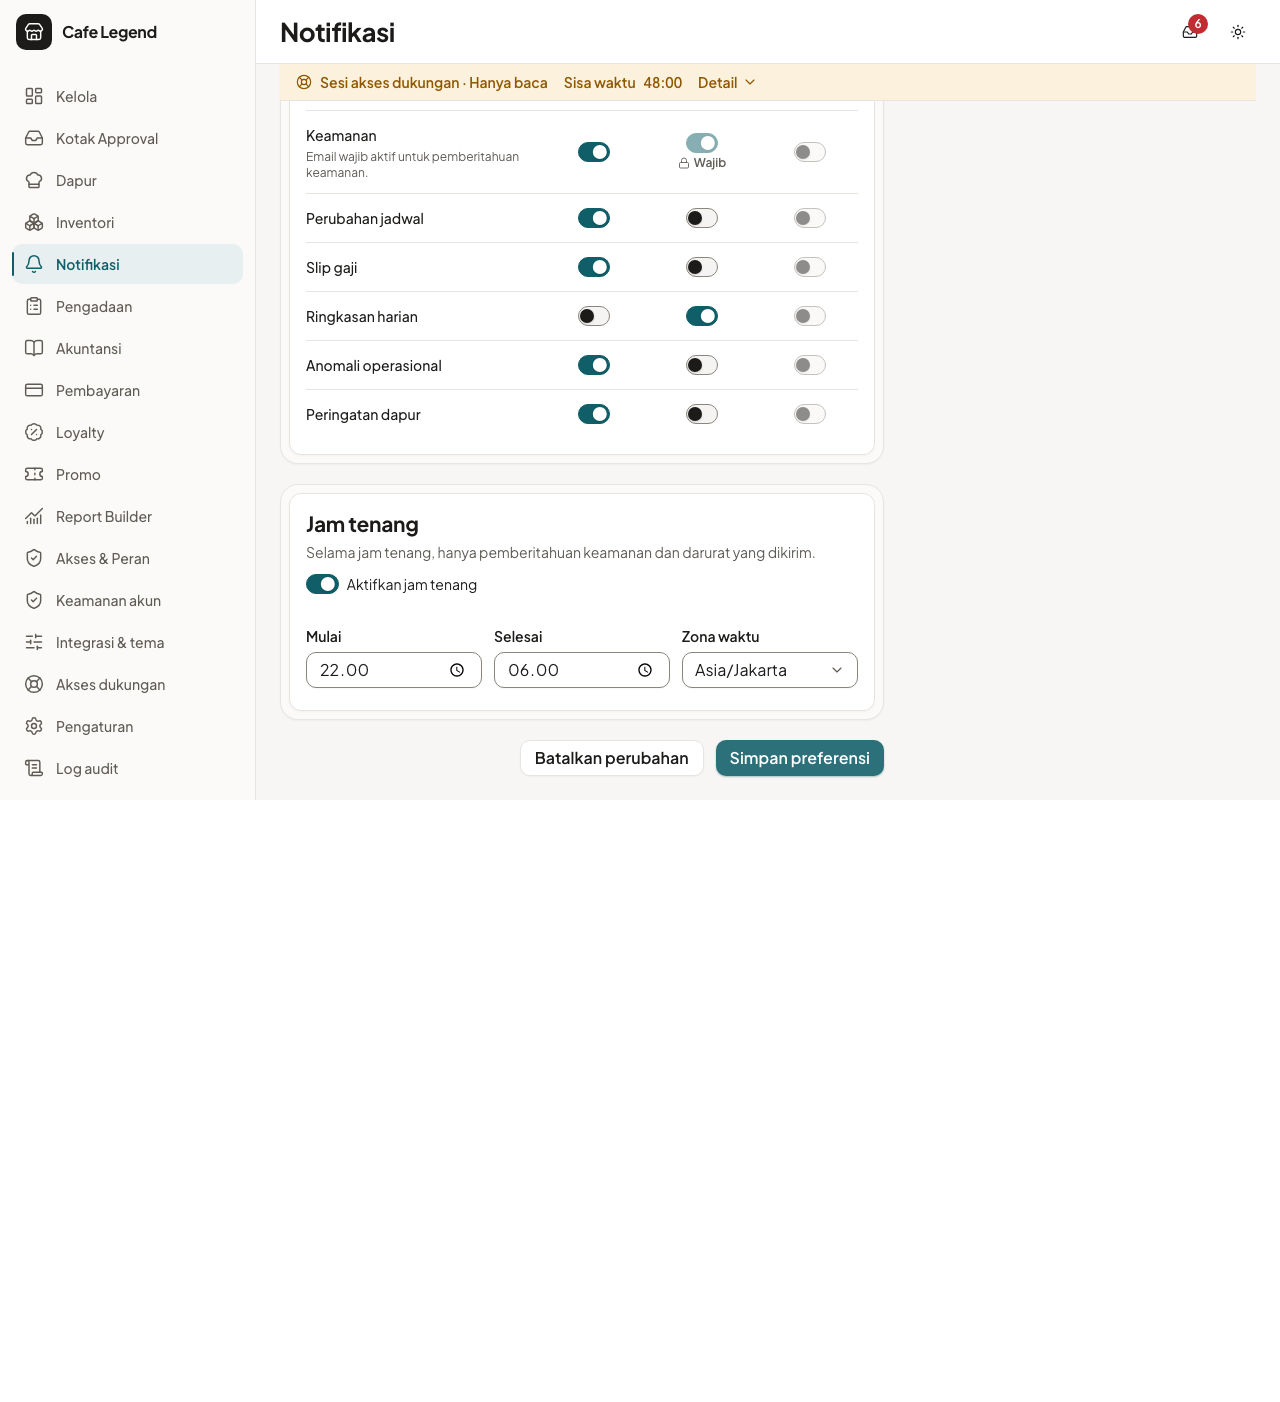 Cafe Legend
Kelola
Kotak Approval
Dapur
Inventori
Notifikasi
Pengadaan
Akuntansi
Pembayaran
Loyalty
Promo
Report Builder
Akses & Peran
Keamanan akun
Integrasi & tema
Akses dukungan
Pengaturan
Log audit
Notifikasi
6
Sesi akses dukungan · Hanya baca Sisa waktu 48:00 Detail
Keamanan
Email wajib aktif untuk pemberitahuan
keamanan.
Wajib
Perubahan jadwal
Slip gaji
Ringkasan harian
Anomali operasional
Peringatan dapur
Jam tenang
Selama jam tenang, hanya pemberitahuan keamanan dan darurat yang dikirim.
Aktifkan jam tenang
Mulai Selesai Zona waktu
22.00 06.00 Asia/Jakarta
Batalkan perubahan Simpan preferensi